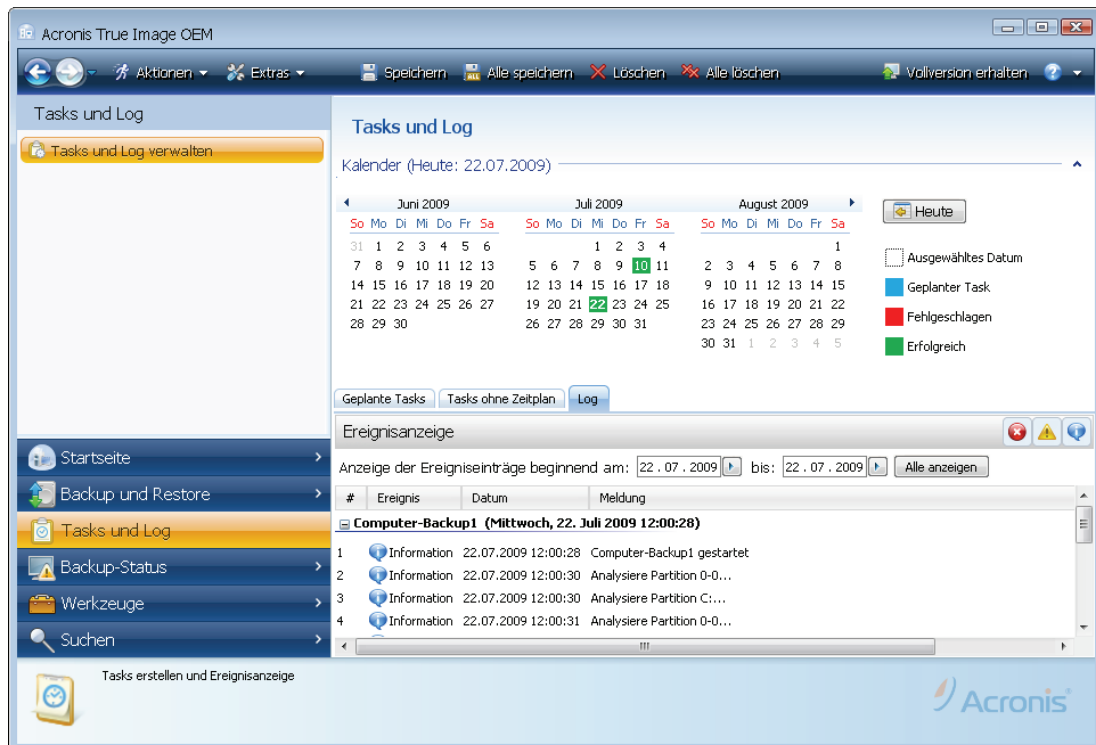 Acronis True Image OEM
Aktionen Extras Speichern Alle speichern Löschen Alle löschen Vollversion erhalten
Tasks und Log
Tasks und Log verwalten
Startseite
Backup und Restore
Tasks und Log
Backup-Status
Werkzeuge
Suchen
Tasks und Log
Kalender (Heute: 22.07.2009)
Juni 2009
So Mo Di Mi Do Fr Sa
31 1 2 3 4 5 6
7 8 9 10 11 12 13
14 15 16 17 18 19 20
21 22 23 24 25 26 27
28 29 30
Juli 2009
So Mo Di Mi Do Fr Sa
1 2 3 4
5 6 7 8 9 10 11
12 13 14 15 16 17 18
19 20 21 22 23 24 25
26 27 28 29 30 31
August 2009
So Mo Di Mi Do Fr Sa
1
2 3 4 5 6 7 8
9 10 11 12 13 14 15
16 17 18 19 20 21 22
23 24 25 26 27 28 29
30 31 1 2 3 4 5
Heute
Ausgewähltes Datum
Geplanter Task
Fehlgeschlagen
Erfolgreich
Geplante Tasks Tasks ohne Zeitplan Log
Ereignisanzeige
Anzeige der Ereigniseinträge beginnend am: 22 . 07 . 2009 bis: 22 . 07 . 2009 Alle anzeigen
# Ereignis Datum Meldung
Computer-Backup1 (Mittwoch, 22. Juli 2009 12:00:28)
1 Information 22.07.2009 12:00:28 Computer-Backup1 gestartet
2 Information 22.07.2009 12:00:30 Analysiere Partition 0-0...
3 Information 22.07.2009 12:00:30 Analysiere Partition C:...
4 Information 22.07.2009 12:00:31 Analysiere Partition 0-0...
Tasks erstellen und Ereignisanzeige
Acronis